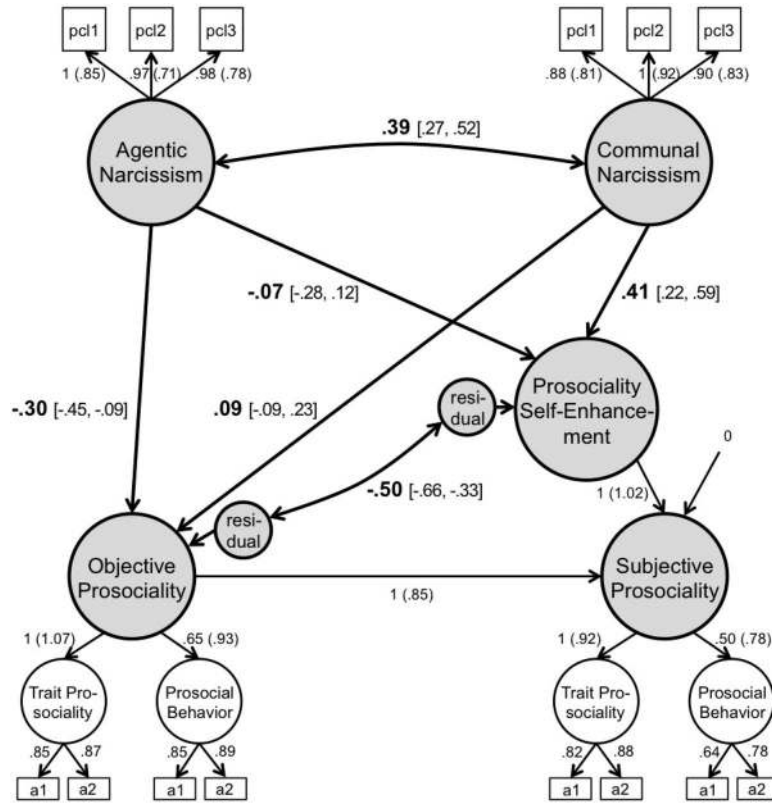 pcl1 pcl2 pcl3
pcl1 pcl2 pcl3
1 (.85) .97 (.71) .98 (.78)
.88 (.81) 1 (.92) .90 (.83)
Agentic
Narcissism
.39 [.27, .52]
Communal
Narcissism
-.07 [-.28, .12]
.41 [.22, .59]
-.30 [-.45, -.09]
.09 [-.09, .23]
resi-
dual
Prosociality
Self-Enhance-
ment
0
-.50 [-.66, -.33]
1 (1.02)
resi-
dual
Objective
Prosociality
Subjective
Prosociality
1 (.85)
1 (1.07) .65 (.93)
1 (.92) .50 (.78)
Trait Pro-
sociality
Prosocial
Behavior
Trait Pro-
sociality
Prosocial
Behavior
.85 .87 .85 .89
.82 .88 .64 .78
a1 a2 a1 a2
a1 a2 a1 a2